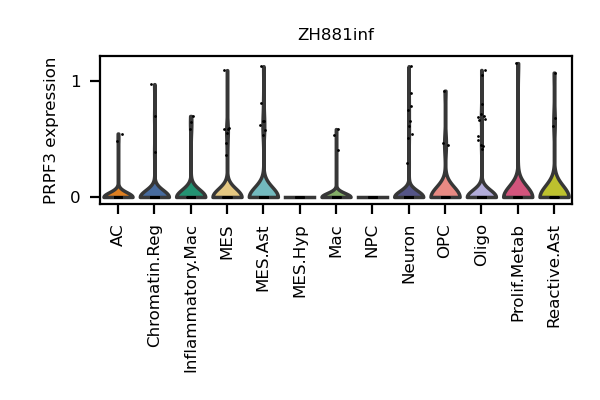 ZH881inf
PRPF3 expression
1
0
AC
Chromatin.Reg
Inflammatory.Mac
MES
MES.Ast
MES.Hyp
Mac
NPC
Neuron
OPC
Oligo
Prolif.Metab
Reactive.Ast